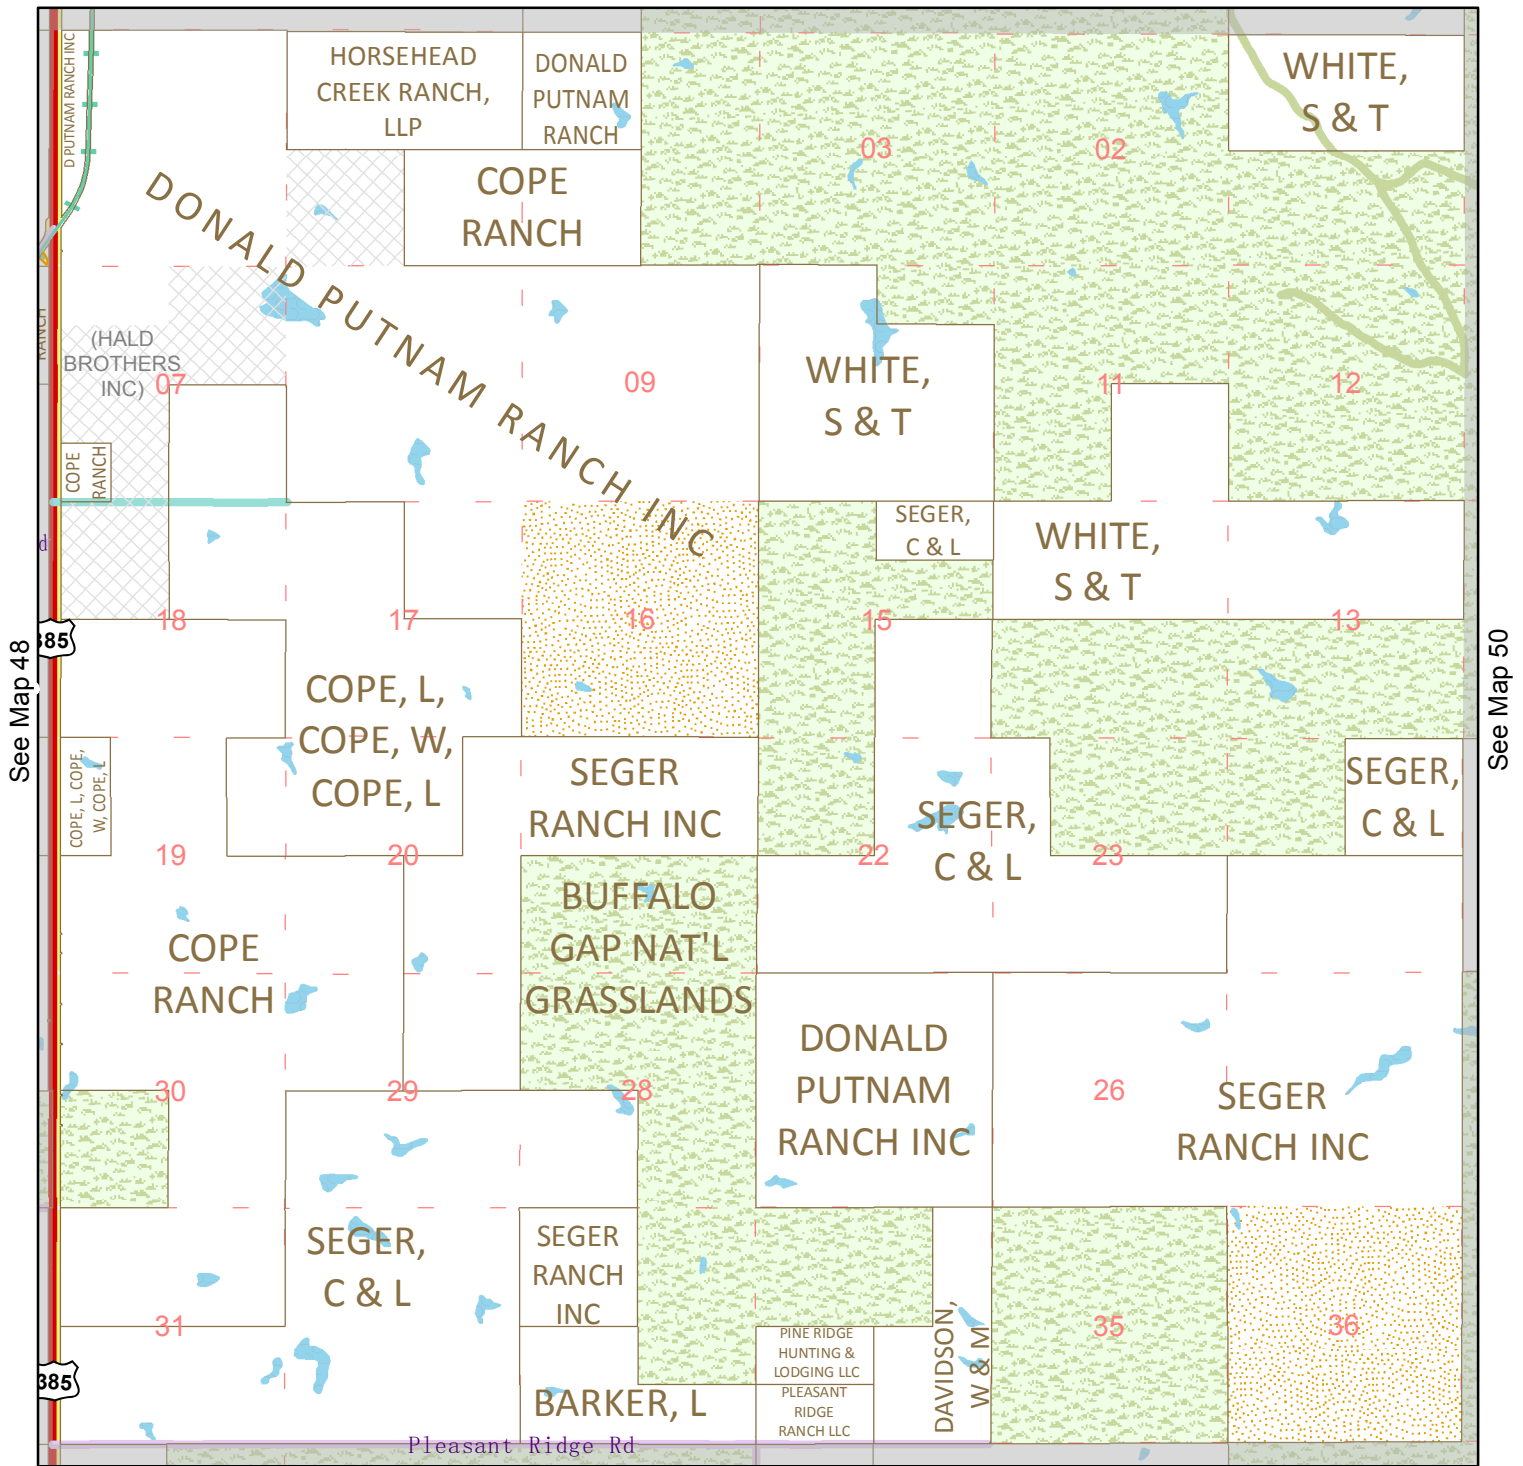 D PUTNAM RANCH INC
HORSEHEAD
CREEK RANCH,
LLP
DONALD
PUTNAM
RANCH
WHITE,
S & T
03
02
COPE
RANCH
DONALD PUTNAM RANCH INC
RANCH
(HALD
BROTHERS
INC)
07
09
WHITE,
S & T
11
12
COPE
RANCH
d
SEGER,
C & L
WHITE,
S & T
18
17
16
15
13
385
See Map 48
See Map 50
COPE, L,
COPE, W,
COPE, L
COPE, L, COPE,
W, COPE, L
SEGER
RANCH INC
SEGER,
C & L
SEGER,
C & L
19
20
22
23
BUFFALO
GAP NAT'L
GRASSLANDS
COPE
RANCH
DONALD
PUTNAM
RANCH INC
30
29
28
26
SEGER
RANCH INC
SEGER,
C & L
SEGER
RANCH
INC
31
35
36
PINE RIDGE
HUNTING &
LODGING LLC
DAVIDSON,
W & M
385
BARKER, L
PLEASANT
RIDGE
RANCH LLC
Pleasant Ridge Rd